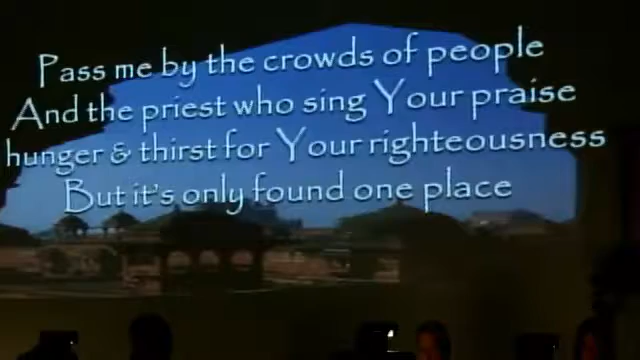 Pass me by the crowds of people
And the priest who sing Your praise
hunger & thirst for Your righteousness
But it's only found one place